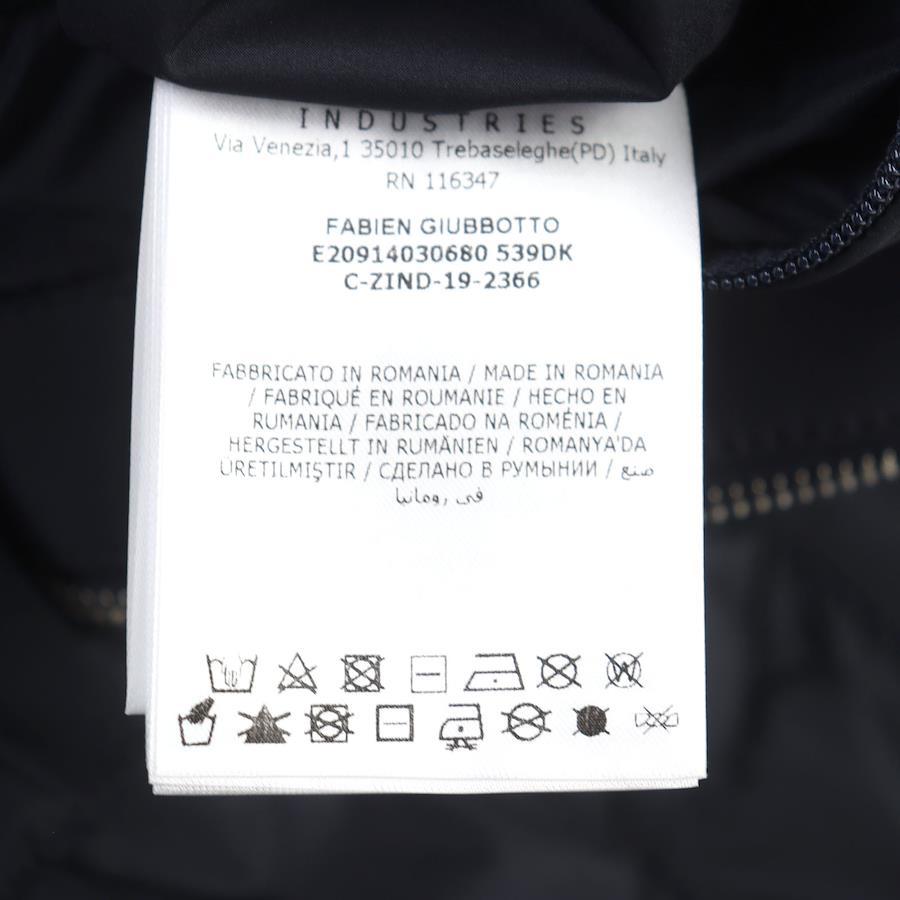 INDUSTRIES
Via Venezia,1 35010 Trebaseleghe(PD) Italy
RN 116347
FABIEN GIUBBOTTO
E20914030680 539DK
C-ZIND-19-2366
FABBRICATO IN ROMANIA / MADE IN ROMANIA
/ FABRIQUÉ EN ROUMANIE / HECHO EN
RUMANIA / FABRICADO NA ROMÉNIA /
HERGESTELLT IN RUMÄNIEN / ROMANYA'DA
ÜRETILMIŞTIR / СДЕЛАНО В РУМЫНИИ / صنع
في رومانيا